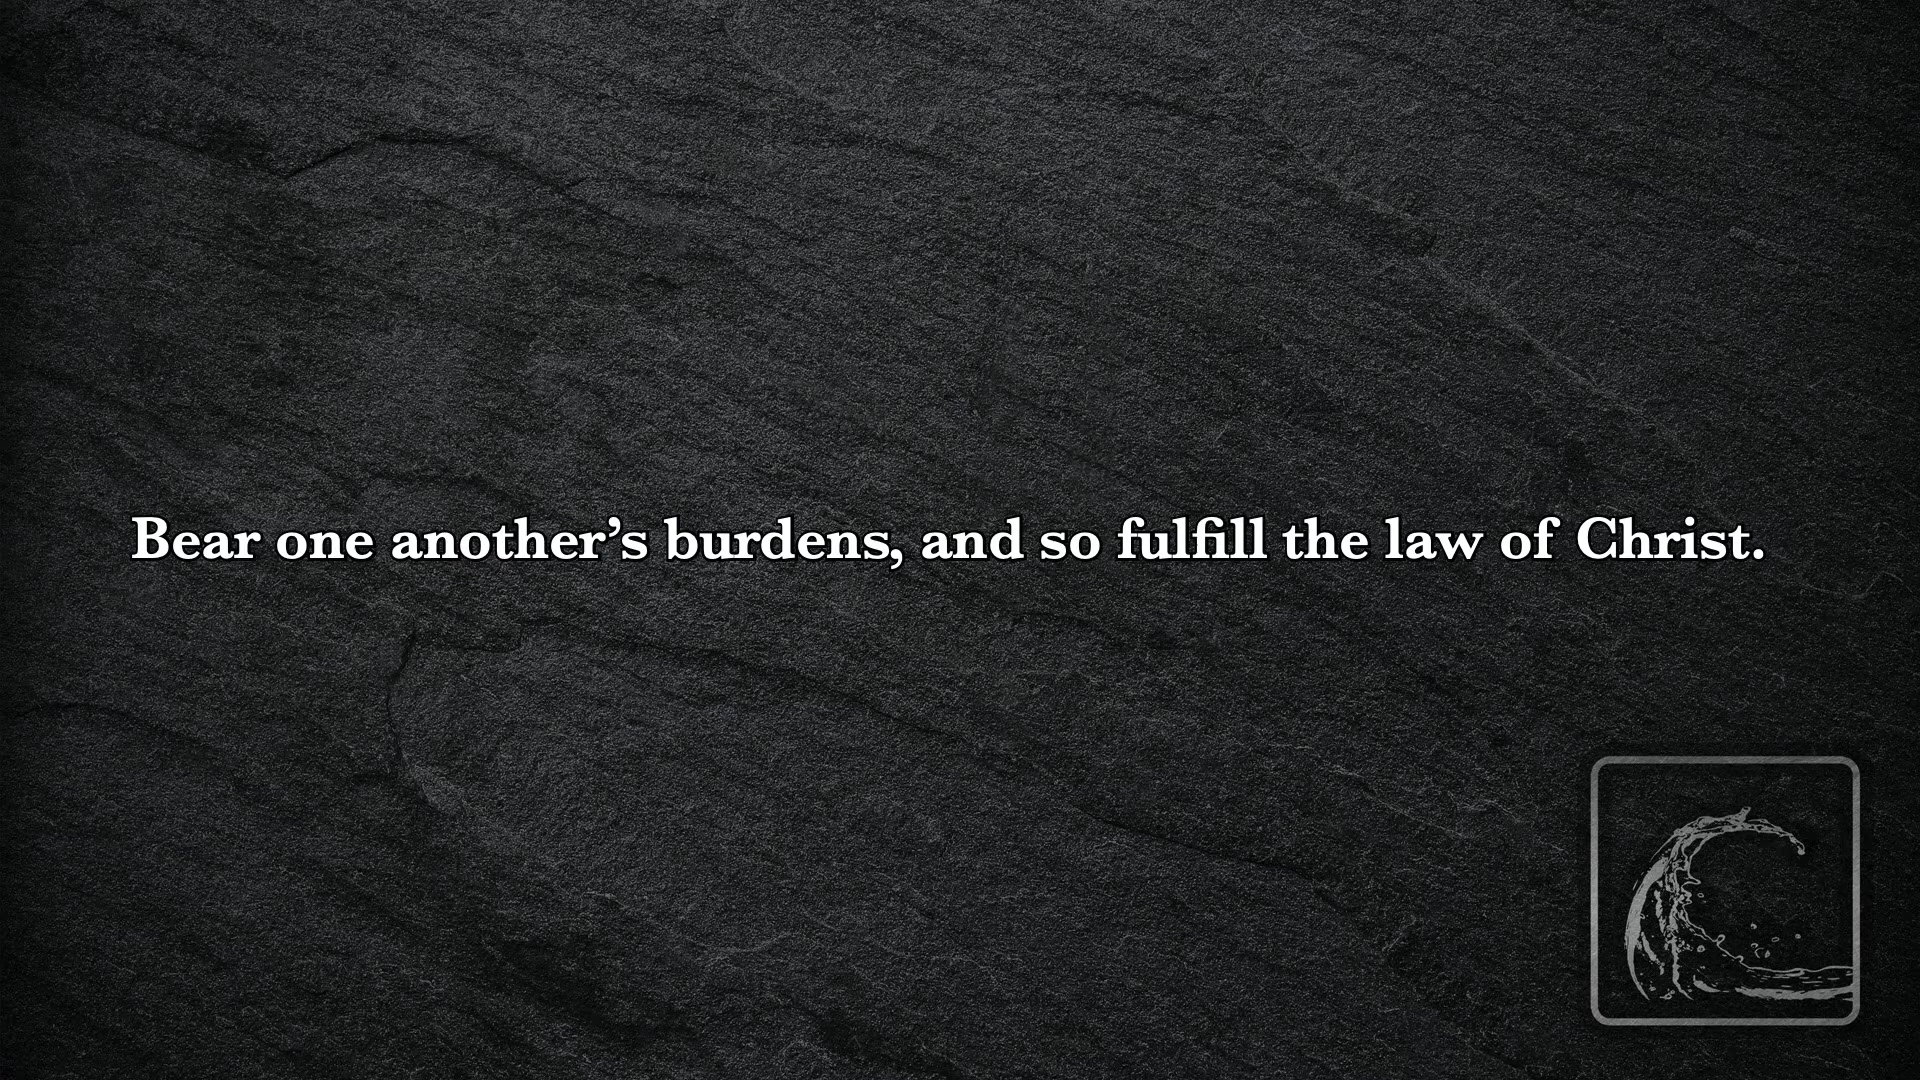 Bear one another’s burdens, and so fulfill the law of Christ.